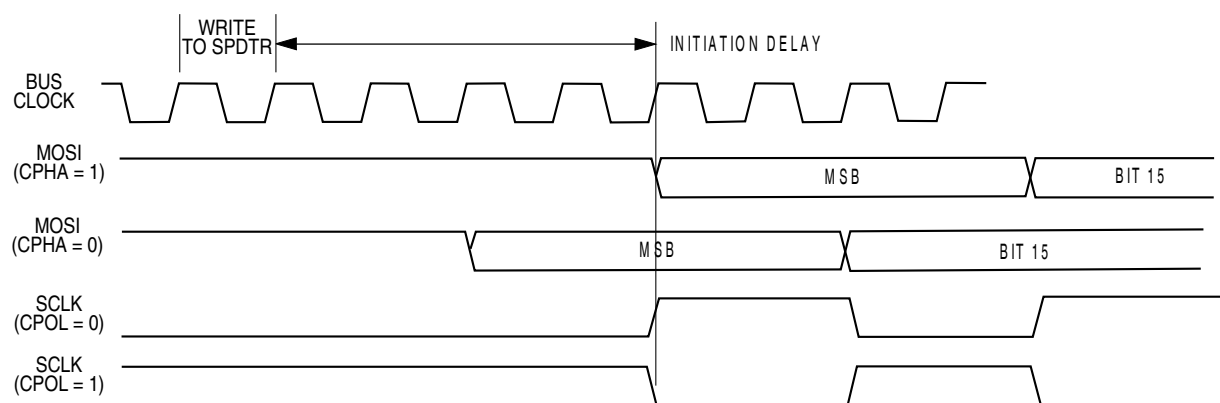 WRITE
TO SPDTR
INITIATION DELAY
BUS
CLOCK
MOSI
(CPHA = 1)
MSB
BIT 15
MOSI
(CPHA = 0)
MSB
BIT 15
SCLK
(CPOL = 0)
SCLK
(CPOL = 1)